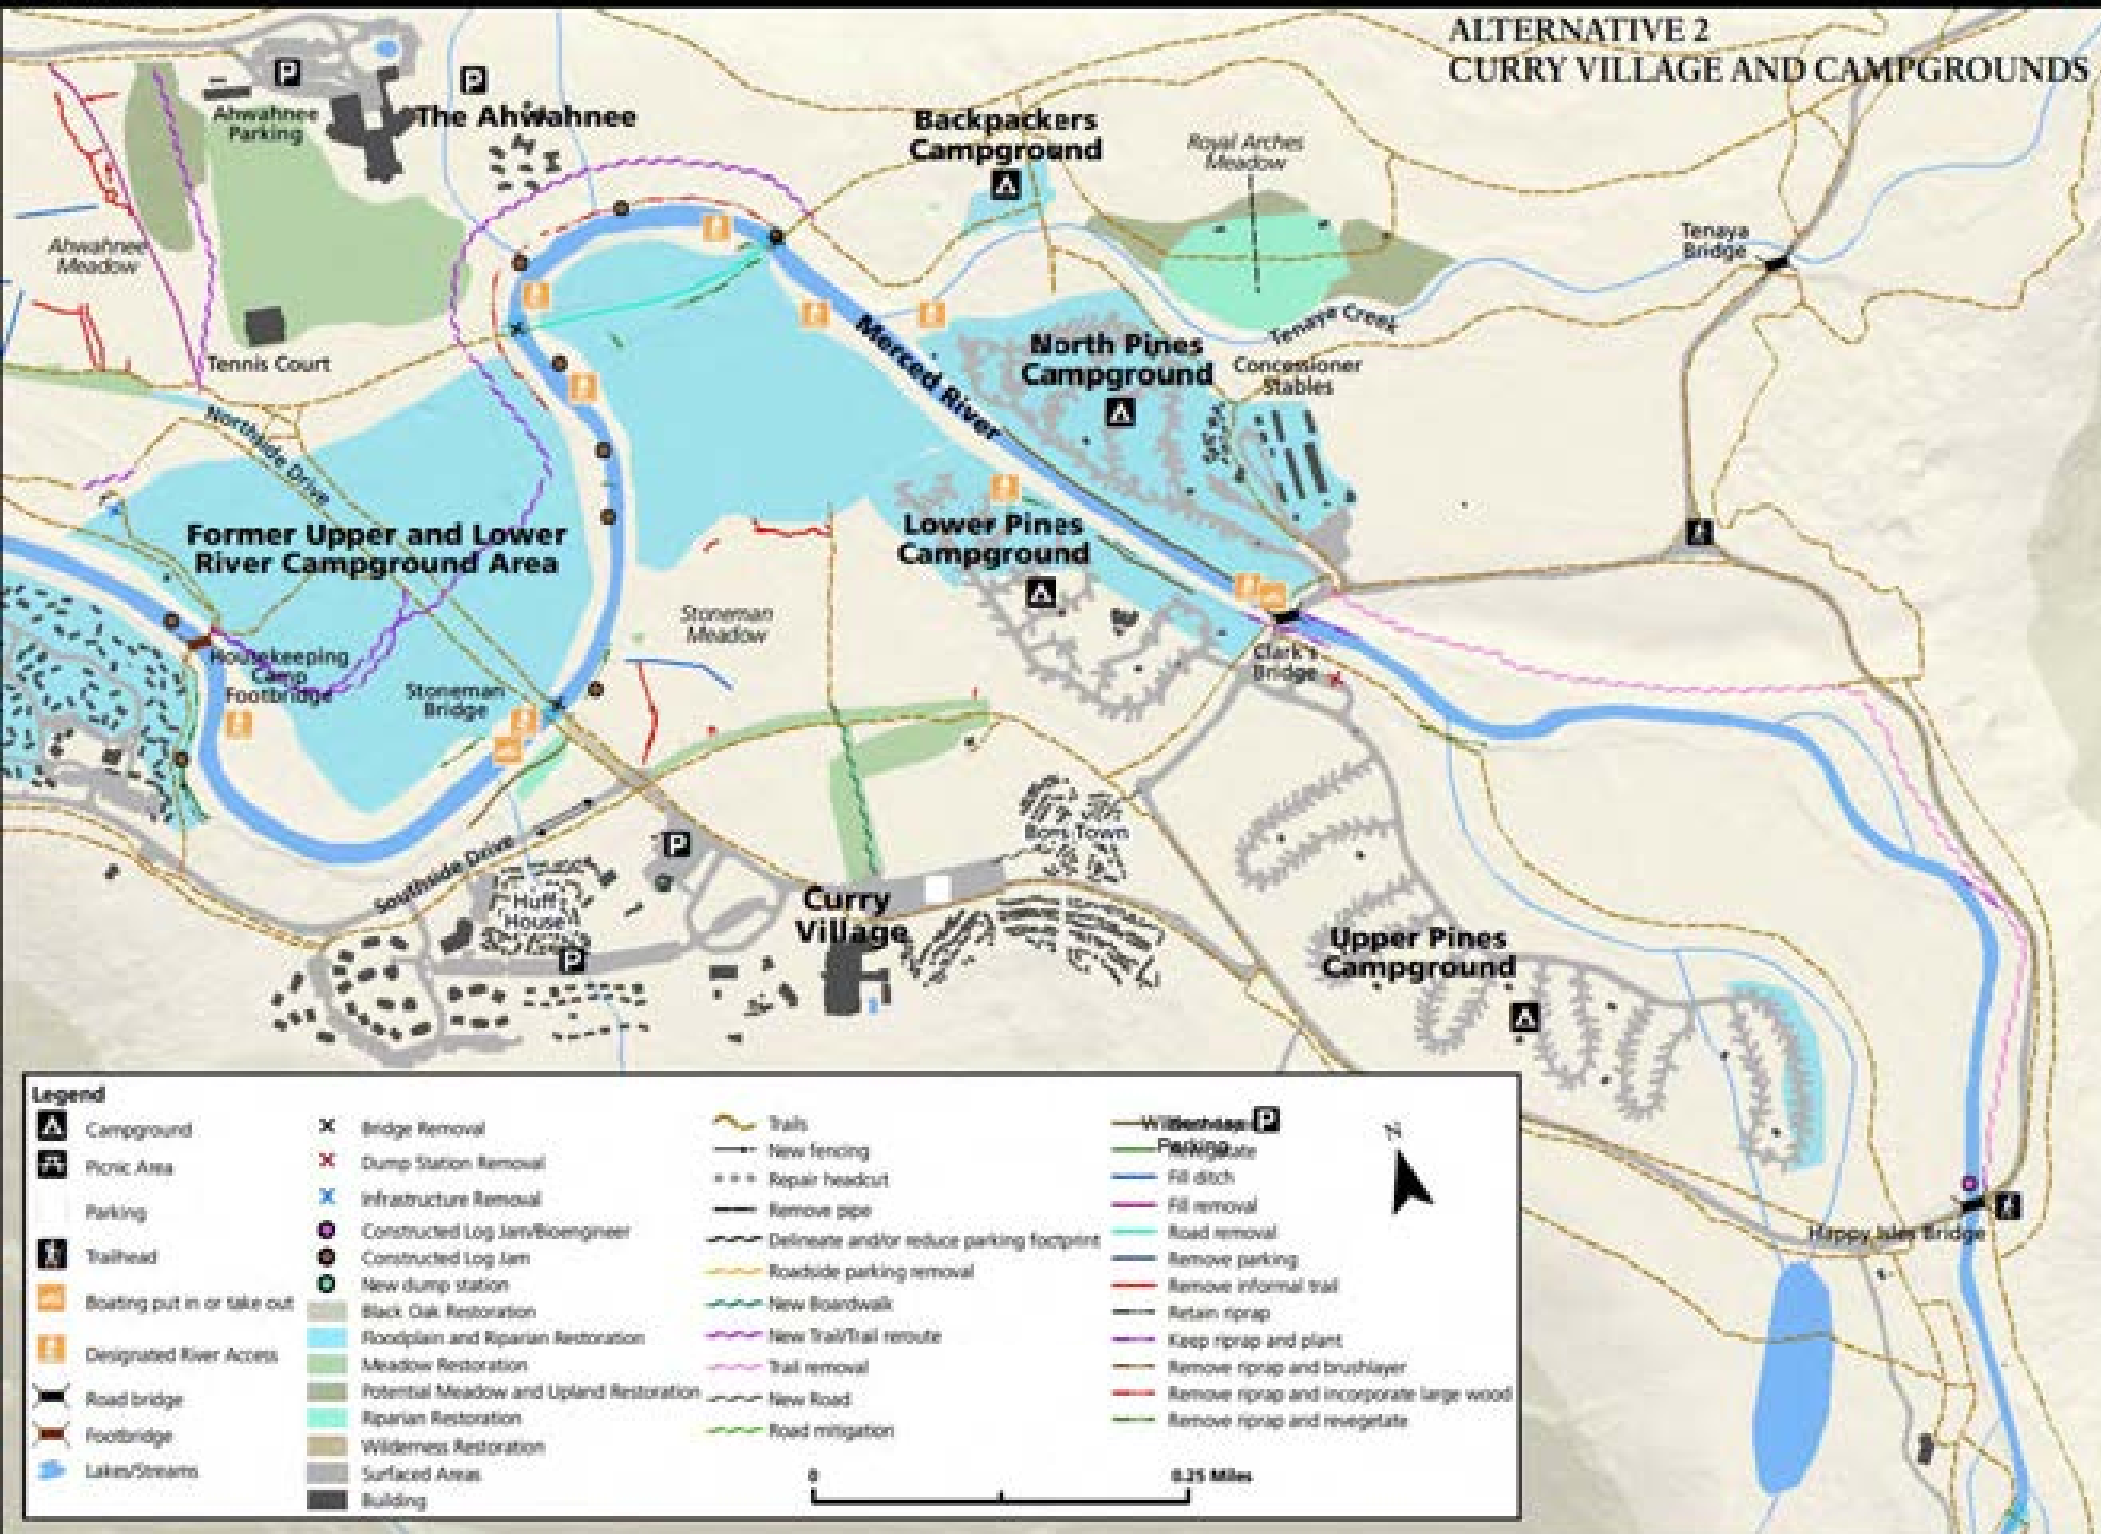 ALTERNATIVE 2
CURRY VILLAGE AND CAMPGROUNDS
P
P
Ahwahnee
Parking
The Ahwahnee
Backpackers
Campground
Royal Arches
Meadow
Tenaya
Bridge
Ahwahnee
Meadow
Tennis Court
Merced River
Tenaya Creek
North Pines
Campground
Concessioner
Stables
Northside Drive
Former Upper and Lower
River Campground Area
Lower Pines
Campground
Stoneman
Meadow
Housekeeping
Camp
Footbridge
Stoneman
Bridge
Clark's
Bridge
P
Southside Drive
Boys Town
Huff
House
P
Curry
Village
Upper Pines
Campground
Happy Isles Bridge
Legend
Campground
Picnic Area
Parking
Trailhead
Boating put in or take out
Designated River Access
Road bridge
Footbridge
Lakes/Streams
Bridge Removal
Dump Station Removal
Infrastructure Removal
Constructed Log Jam/Bioengineer
Constructed Log Jam
New dump station
Black Oak Restoration
Floodplain and Riparian Restoration
Meadow Restoration
Potential Meadow and Upland Restoration
Riparian Restoration
Wilderness Restoration
Surfaced Areas
Building
Trails
New fencing
Repair headcut
Remove pipe
Delineate and/or reduce parking footprint
Roadside parking removal
New Boardwalk
New Trail/Trail reroute
Trail removal
New Road
Road mitigation
P
Parking
Fill ditch
Fill removal
Road removal
Remove parking
Remove informal trail
Retain riprap
Keep riprap and plant
Remove riprap and brushlayer
Remove riprap and incorporate large wood
Remove riprap and revegetate
N
0
0.25 Miles